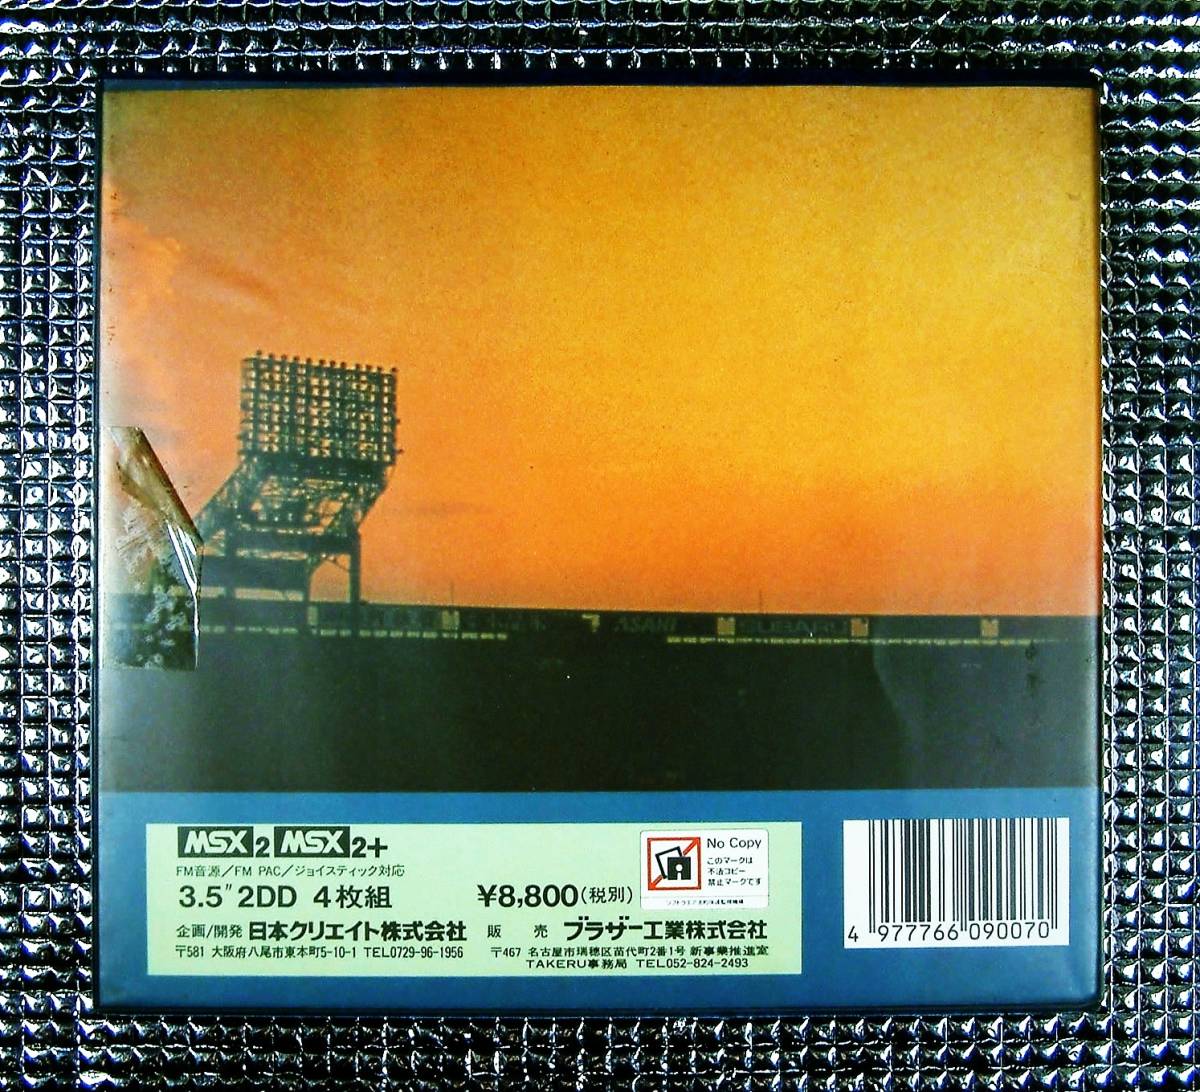 ASAHI
SUBARU
MSX 2 MSX 2+
FM音源/FM PAC/ジョイスティック対応
3.5" 2DD 4枚組
¥8,800(税別)
No Copy
このマークは
不法コピー
禁止マークです
企画/開発 日本クリエイト株式会社
〒581 大阪府八尾市東本町5-10-1 TEL0729-96-1956
販 売 ブラザー工業株式会社
〒467 名古屋市瑞穂区苗代町2番1号 新事業推進室
TAKERU事務局 TEL052-824-2493
4 977766 090070